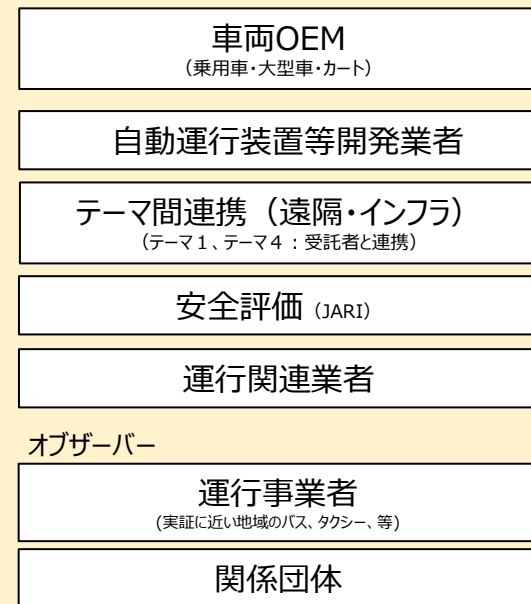 車両OEM
（乗用車・大型車・カート）
自動運行装置等開発業者
テーマ間連携（遠隔・インフラ）
（テーマ１、テーマ４：受託者と連携）
安全評価（JARI）
運行関連業者
オブザーバー
運行事業者
(実証に近い地域のバス、タクシー、等)
関係団体